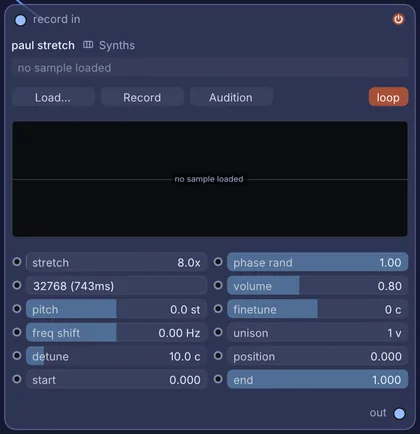 record in
paul stretch Synths
no sample loaded
Load... Record Audition loop
no sample loaded
stretch 8.0x phase rand 1.00
32768 (743ms) volume 0.80
pitch 0.0 st finetune 0 c
freq shift 0.00 Hz unison 1 v
detune 10.0 c position 0.000
start 0.000 end 1.000
out